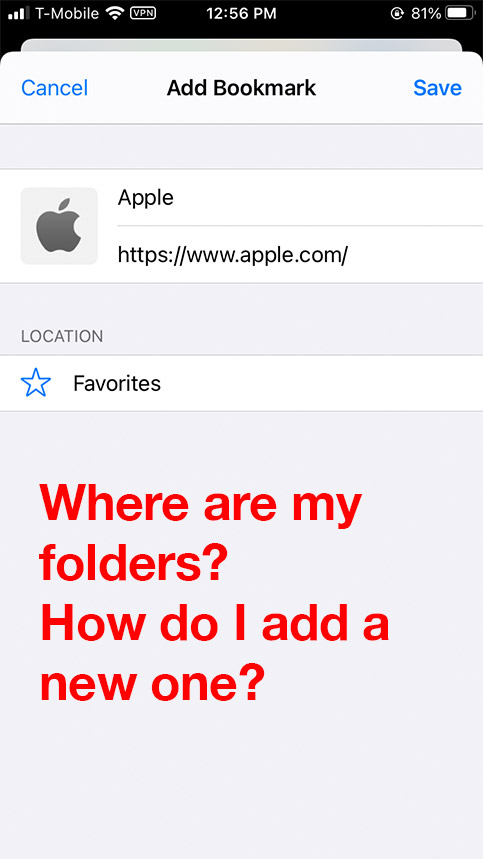 T-Mobile VPN 12:56 PM 81%
Cancel Add Bookmark Save
Apple
https://www.apple.com/
LOCATION
Favorites
Where are my
folders?
How do I add a
new one?